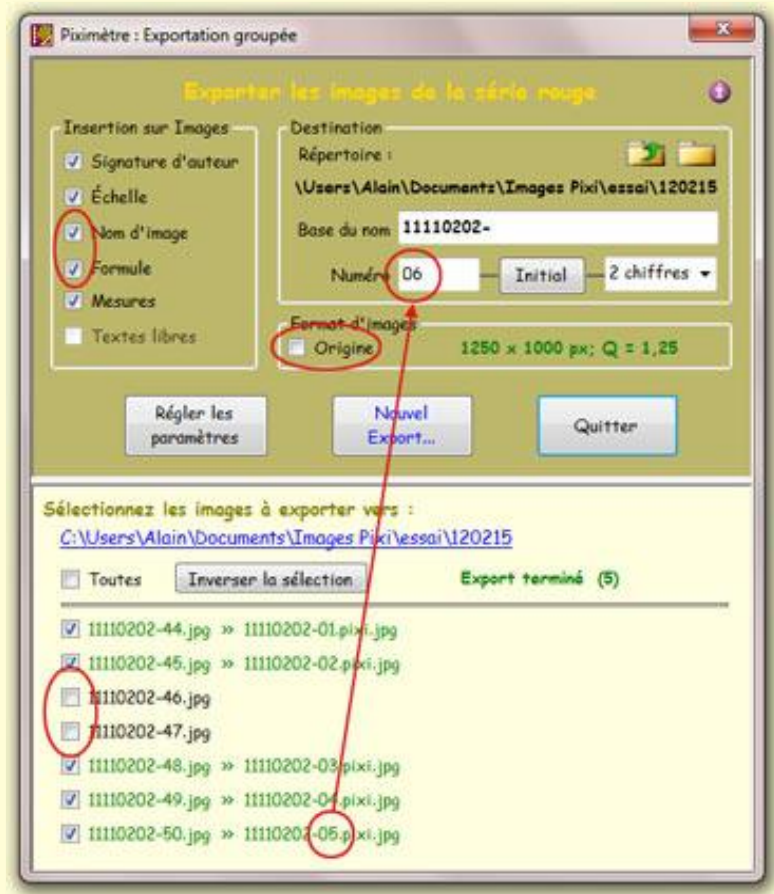 Piximètre : Exportation groupée
Exporter les images de la série rouge
Insertion sur Images
Signature d'auteur
Échelle
Nom d'image
Formule
Mesures
Textes libres
Destination
Répertoire :
\Users\Alain\Documents\Images Pixi\essai\120215
Base du nom 11110202-
Numéro 06 Initial 2 chiffres
Format d'images
Origine 1250 x 1000 px; Q = 1,25
Régler les
paramètres
Nouvel
Export...
Quitter
Sélectionnez les images à exporter vers :
C:\Users\Alain\Documents\Images Pixi\essai\120215
Toutes Inverser la sélection Export terminé (5)
11110202-44.jpg » 11110202-01.pixi.jpg
11110202-45.jpg » 11110202-02.pixi.jpg
11110202-46.jpg
11110202-47.jpg
11110202-48.jpg » 11110202-03.pixi.jpg
11110202-49.jpg » 11110202-04.pixi.jpg
11110202-50.jpg » 11110202-05.pixi.jpg